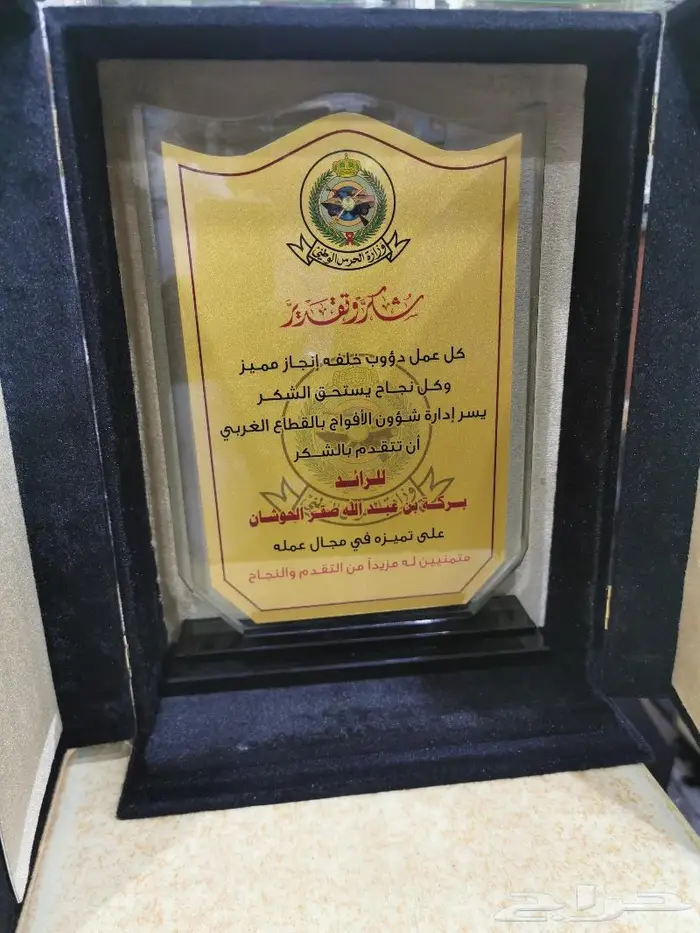 وزارة الحرس الوطني
شكر وتقدير
كل عمل دؤوب خلفه إنجاز مميز
وكل نجاح يستحق الشكر
يسر إدارة شؤون الأفواج بالقطاع الغربي
أن تتقدم بالشكر
للرائد
بركة بن عبد الله صقر الحوشان
على تميزه في مجال عمله
متمنيين له مزيداً من التقدم والنجاح
حراج